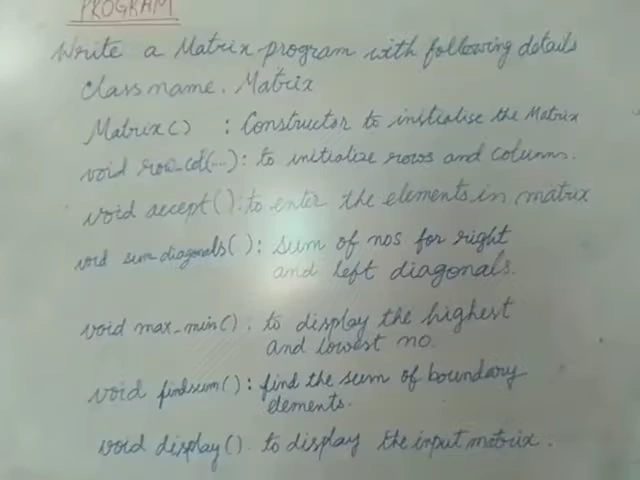 PROGRAM
Write a Matrix program with following details
Class name. Matrix
Matrix() : Constructor to initialise the Matrix
void row_cd(...): to initialize rows and columns.
void accept(): to enter the elements in matrix
void sumdiagonals(): sum of nos for right
and left diagonals.
void max_min(): to display the highest
and lowest no.
void findsum(): find the sum of boundary
elements.
void display() to display the input matrix.